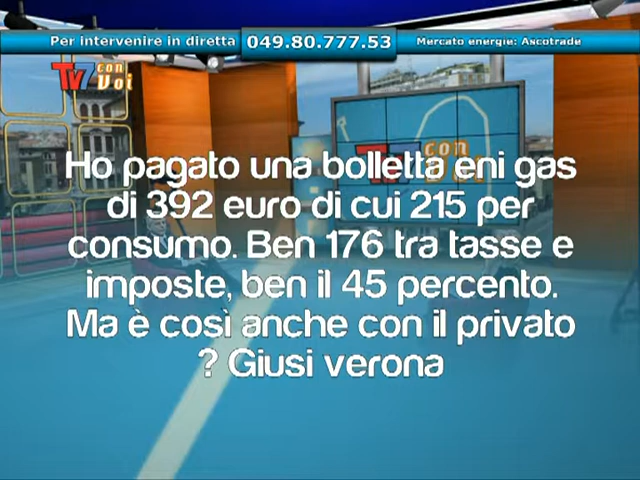 Per intervenire in diretta 049.80.777.53 Mercato energie: Ascotrade
TV7 con Voi
con
Ho pagato una bolletta eni gas
di 392 euro di cui 215 per
consumo. Ben 176 tra tasse e
imposte, ben il 45 percento.
Ma è così anche con il privato
? Giusi verona